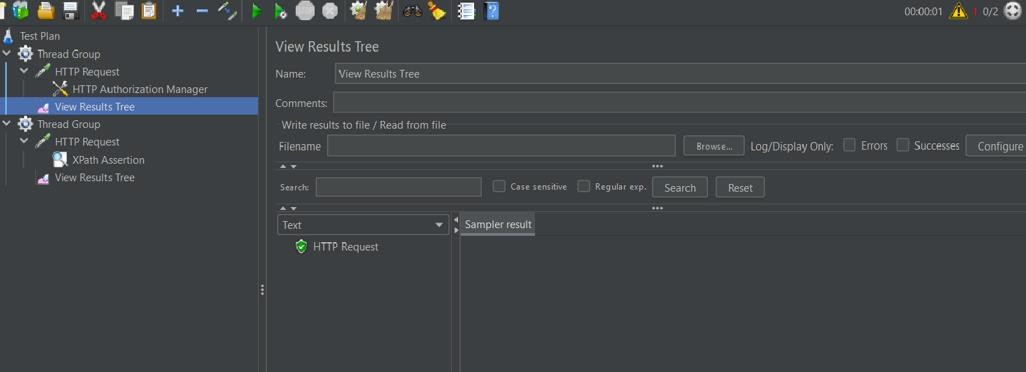 00:00:01 1 0/2
Test Plan
Thread Group
HTTP Request
HTTP Authorization Manager
View Results Tree
Thread Group
HTTP Request
XPath Assertion
View Results Tree
View Results Tree
Name: View Results Tree
Comments:
Write results to file / Read from file
Filename Browse... Log/Display Only: Errors Successes Configure
Search: Case sensitive Regular exp. Search Reset
Text Sampler result
HTTP Request